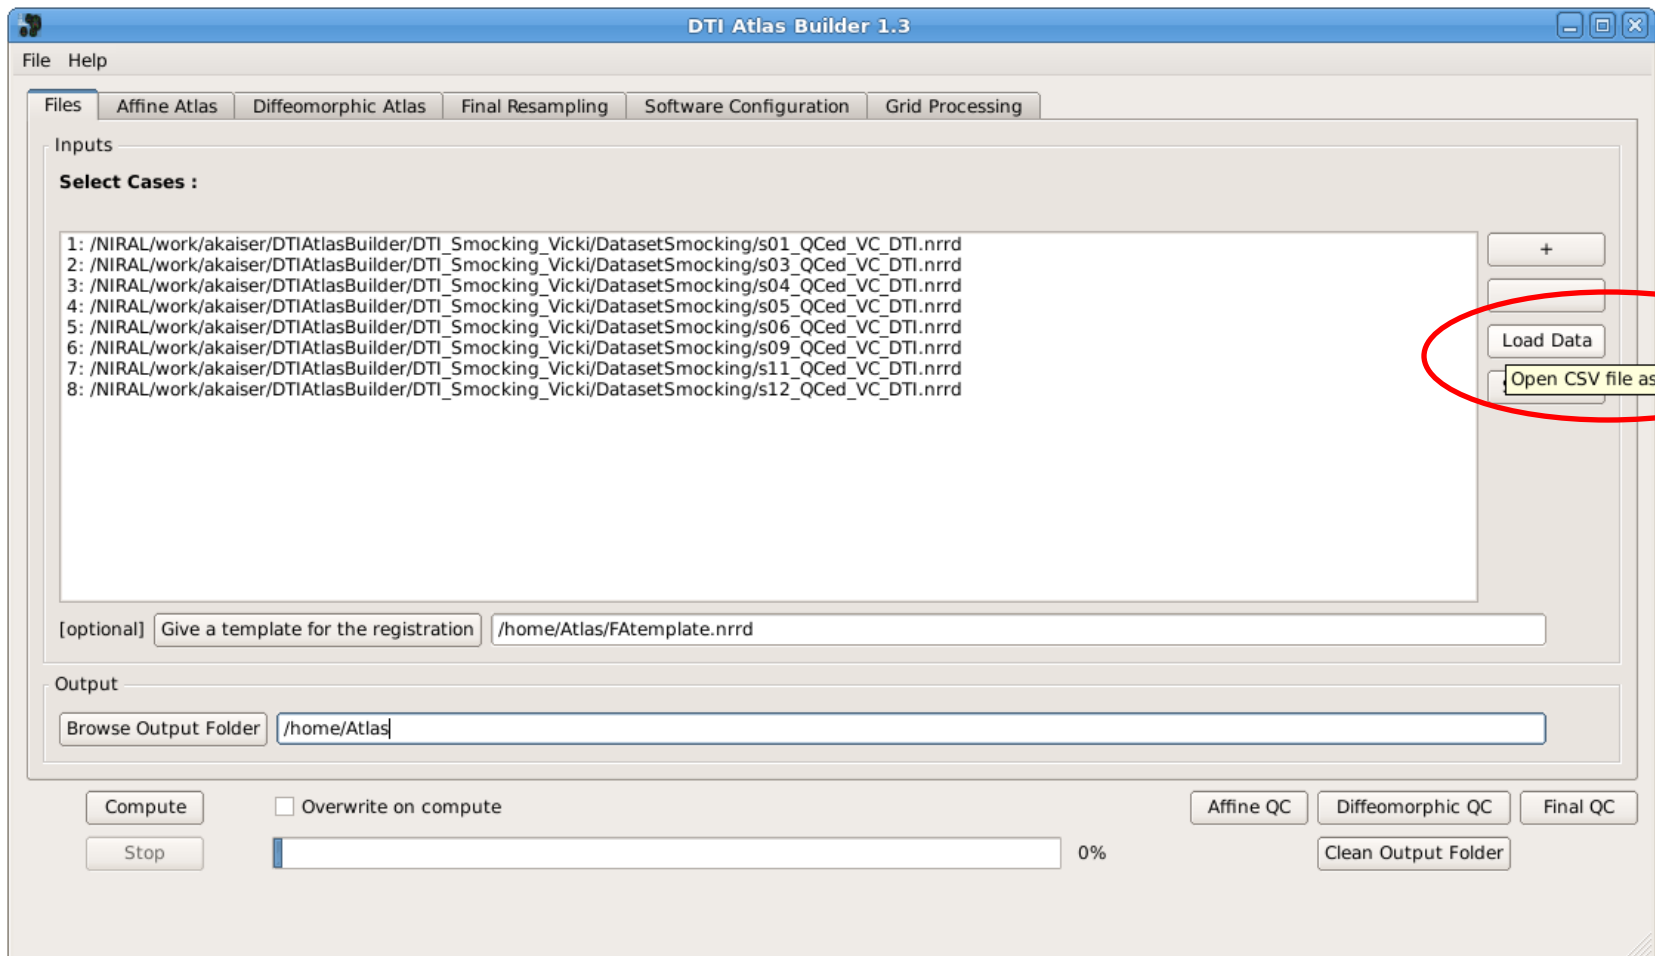 DTI Atlas Builder 1.3
File Help
Files Affine Atlas Diffeomorphic Atlas Final Resampling Software Configuration Grid Processing
Inputs
Select Cases :
1: /NIRAL/work/akaiser/DTIAtlasBuilder/DTI_Smocking_Vicki/DatasetSmocking/s01_QCed_VC_DTI.nrrd
2: /NIRAL/work/akaiser/DTIAtlasBuilder/DTI_Smocking_Vicki/DatasetSmocking/s03_QCed_VC_DTI.nrrd
3: /NIRAL/work/akaiser/DTIAtlasBuilder/DTI_Smocking_Vicki/DatasetSmocking/s04_QCed_VC_DTI.nrrd
4: /NIRAL/work/akaiser/DTIAtlasBuilder/DTI_Smocking_Vicki/DatasetSmocking/s05_QCed_VC_DTI.nrrd
5: /NIRAL/work/akaiser/DTIAtlasBuilder/DTI_Smocking_Vicki/DatasetSmocking/s06_QCed_VC_DTI.nrrd
6: /NIRAL/work/akaiser/DTIAtlasBuilder/DTI_Smocking_Vicki/DatasetSmocking/s09_QCed_VC_DTI.nrrd
7: /NIRAL/work/akaiser/DTIAtlasBuilder/DTI_Smocking_Vicki/DatasetSmocking/s11_QCed_VC_DTI.nrrd
8: /NIRAL/work/akaiser/DTIAtlasBuilder/DTI_Smocking_Vicki/DatasetSmocking/s12_QCed_VC_DTI.nrrd
+
Load Data
Open CSV file as
[optional] Give a template for the registration /home/Atlas/FAtemplate.nrrd
Output
Browse Output Folder /home/Atlas
Compute Overwrite on compute Affine QC Diffeomorphic QC Final QC
Stop 0% Clean Output Folder